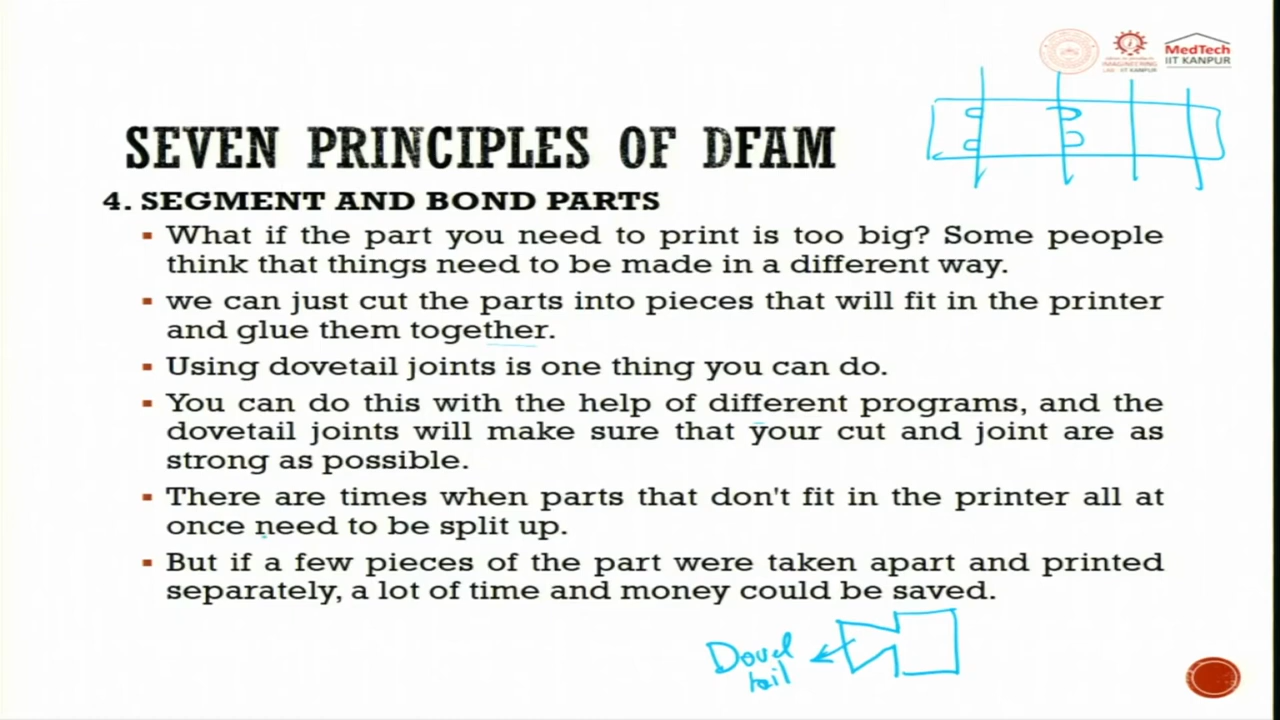 MedTech
IIT KANPUR
SEVEN PRINCIPLES OF DFAM
4. SEGMENT AND BOND PARTS
▪ What if the part you need to print is too big? Some people
think that things need to be made in a different way.
▪ we can just cut the parts into pieces that will fit in the printer
and glue them together.
▪ Using dovetail joints is one thing you can do.
▪ You can do this with the help of different programs, and the
dovetail joints will make sure that your cut and joint are as
strong as possible.
▪ There are times when parts that don't fit in the printer all at
once need to be split up.
▪ But if a few pieces of the part were taken apart and printed
separately, a lot of time and money could be saved.
Dovel
tail